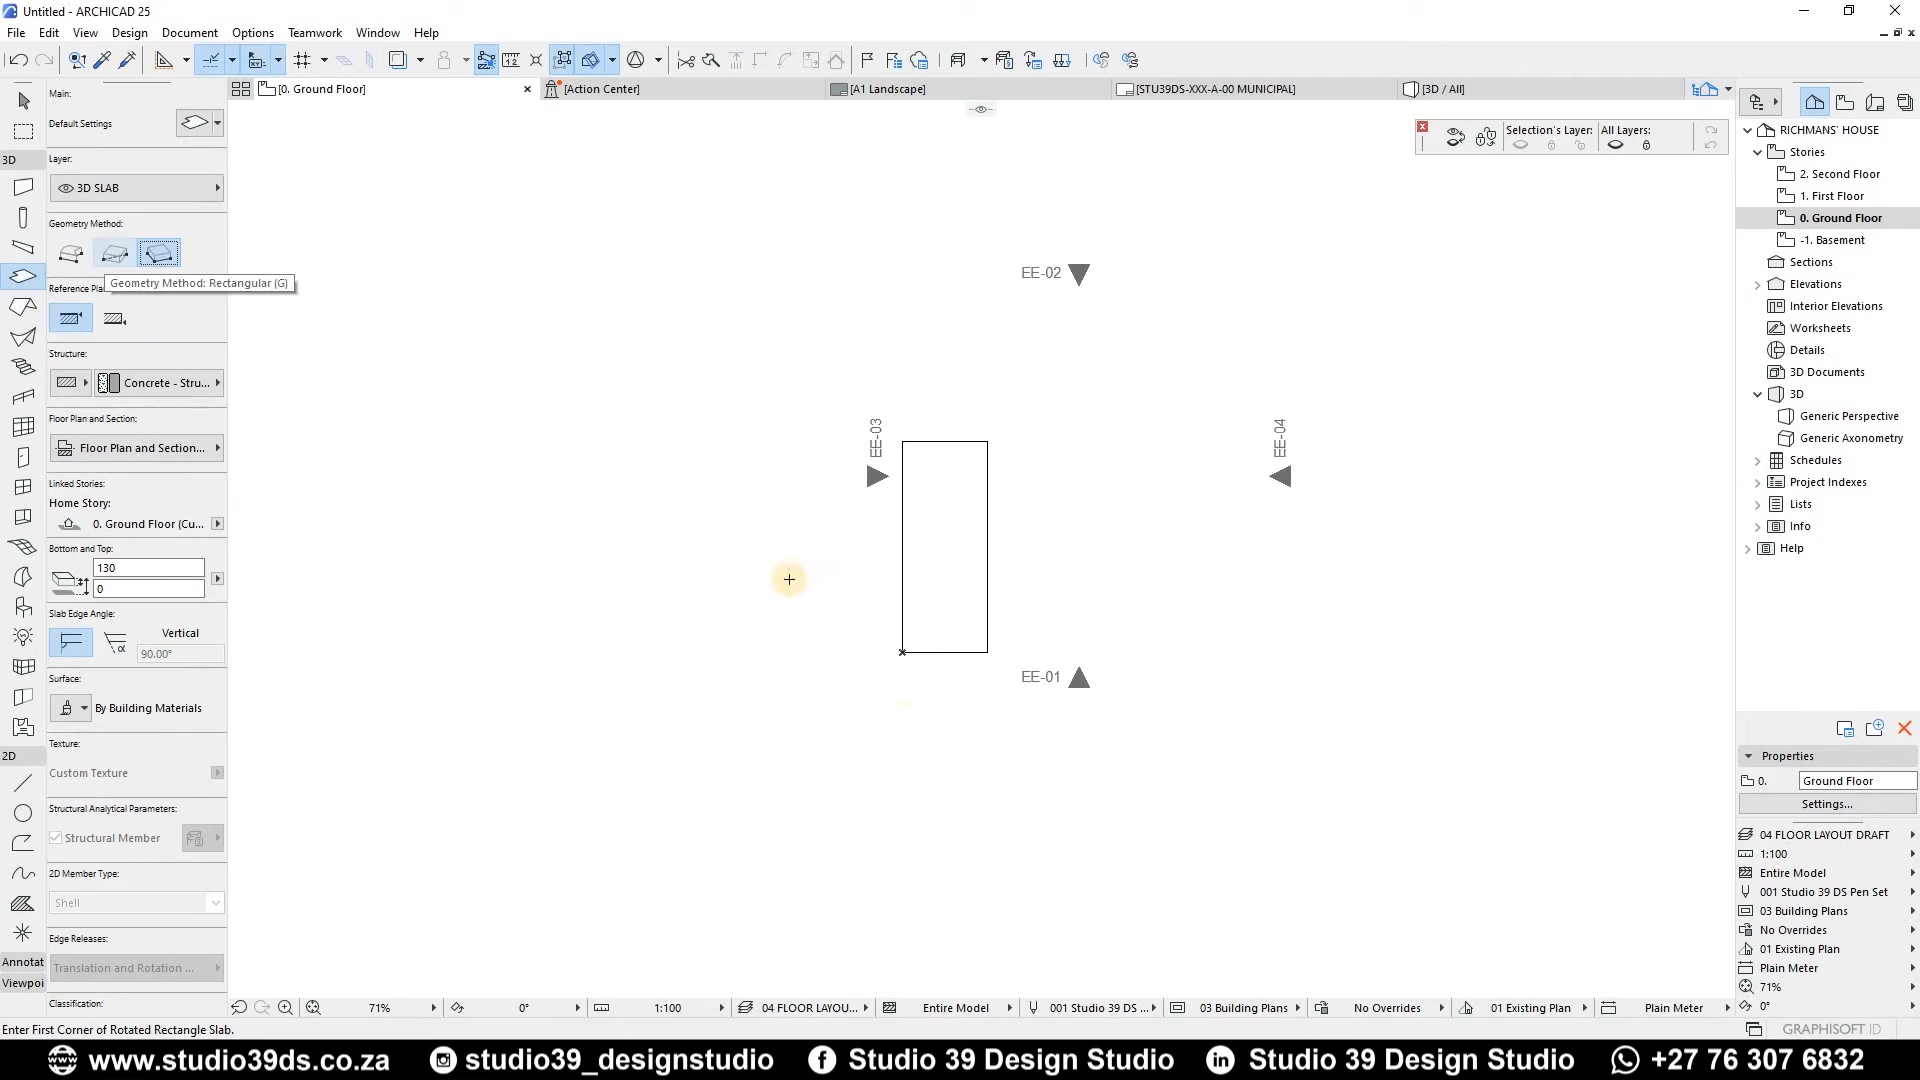 Untitled - ARCHICAD 25
File Edit View Design Document Options Teamwork Window Help
[0. Ground Floor] [Action Center] [A1 Landscape] [STU39DS-XXX-A-00 MUNICIPAL] [3D / All]
Main:
Default Settings
Layer:
3D SLAB
Geometry Method:
Geometry Method: Rectangular (G)
Reference Pla
Structure:
Concrete - Stru...
Floor Plan and Section:
Floor Plan and Section...
Linked Stories:
Home Story:
0. Ground Floor (Cu...
Bottom and Top:
130
0
Slab Edge Angle:
Vertical
90.00°
Surface:
By Building Materials
Texture:
Custom Texture
Structural Analytical Parameters:
Structural Member
2D Member Type:
Shell
Edge Releases:
Translation and Rotation ...
Classification:
3D
2D
Annotat
Viewpoi
EE-02
EE-03
EE-04
EE-01
Selection's Layer: All Layers:
RICHMANS' HOUSE
Stories
2. Second Floor
1. First Floor
0. Ground Floor
-1. Basement
Sections
Elevations
Interior Elevations
Worksheets
Details
3D Documents
3D
Generic Perspective
Generic Axonometry
Schedules
Project Indexes
Lists
Info
Help
Properties
0. Ground Floor
Settings...
04 FLOOR LAYOUT DRAFT
1:100
Entire Model
001 Studio 39 DS Pen Set
03 Building Plans
No Overrides
01 Existing Plan
Plain Meter
71%
0°
71% 0° 1:100 04 FLOOR LAYOU... Entire Model 001 Studio 39 DS ... 03 Building Plans No Overrides 01 Existing Plan Plain Meter
Enter First Corner of Rotated Rectangle Slab.
GRAPHISOFT ID
www.studio39ds.co.za studio39_designstudio Studio 39 Design Studio Studio 39 Design Studio +27 76 307 6832